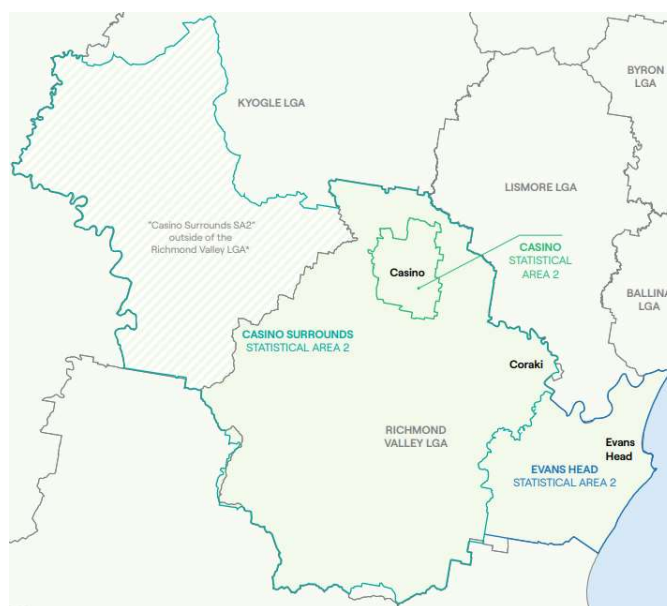 BYRON
LGA
KYOGLE LGA
LISMORE LGA
"Casino Surrounds SA2"
outside of the
Richmond Valley LGA*
CASINO
STATISTICAL
AREA 2
Casino
BALLINA
LGA
CASINO SURROUNDS
STATISTICAL AREA 2
Coraki
RICHMOND
VALLEY LGA
Evans
Head
EVANS HEAD
STATISTICAL AREA 2